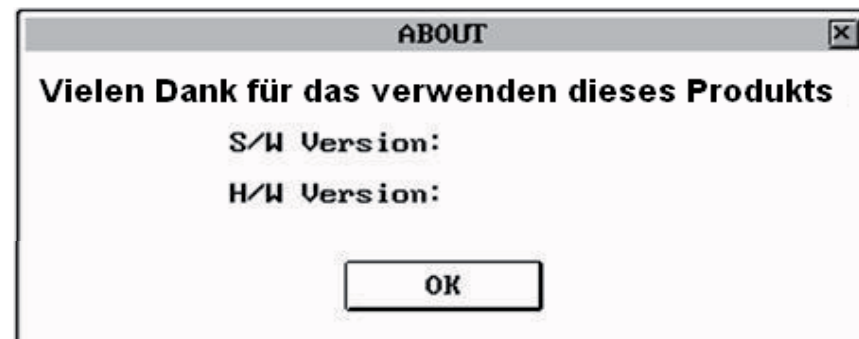 ABOUT
Vielen Dank für das verwenden dieses Produkts
S/W Version:
H/W Version:
OK